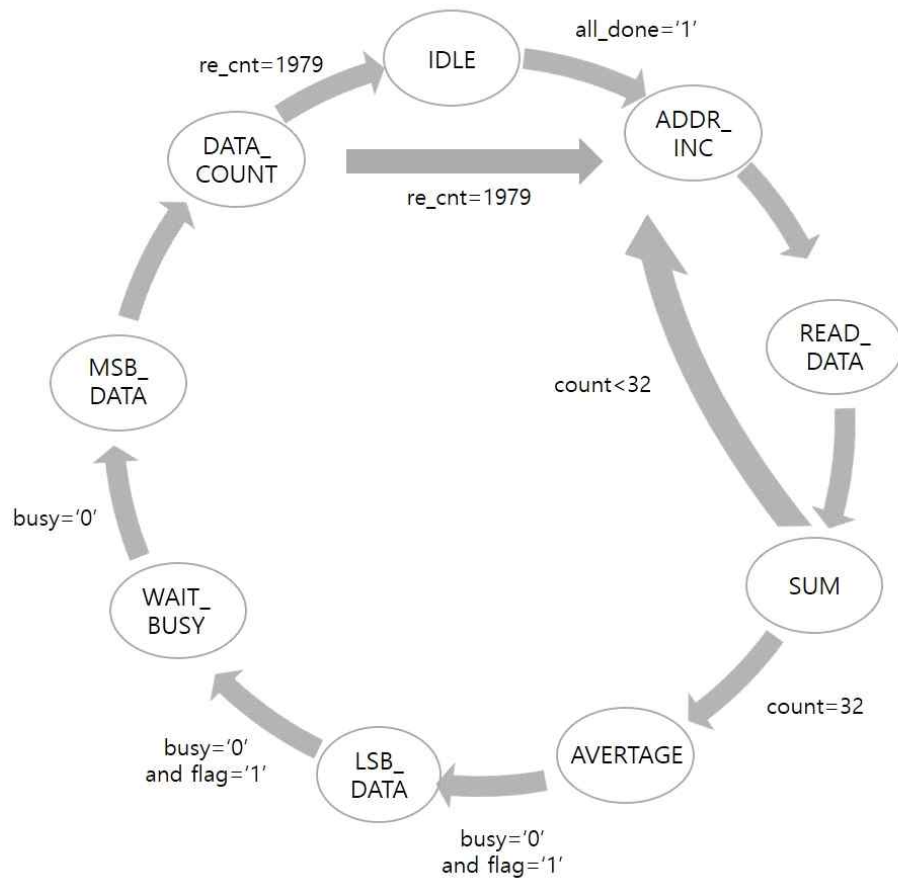 all_done=‘1’
re_cnt=1979
IDLE
ADDR_
INC
DATA_
COUNT
re_cnt=1979
READ_
DATA
MSB_
DATA
count<32
busy=‘0’
SUM
WAIT_
BUSY
count=32
AVERTAGE
LSB_
DATA
busy=‘0’
and flag=‘1’
busy=‘0’
and flag=‘1’